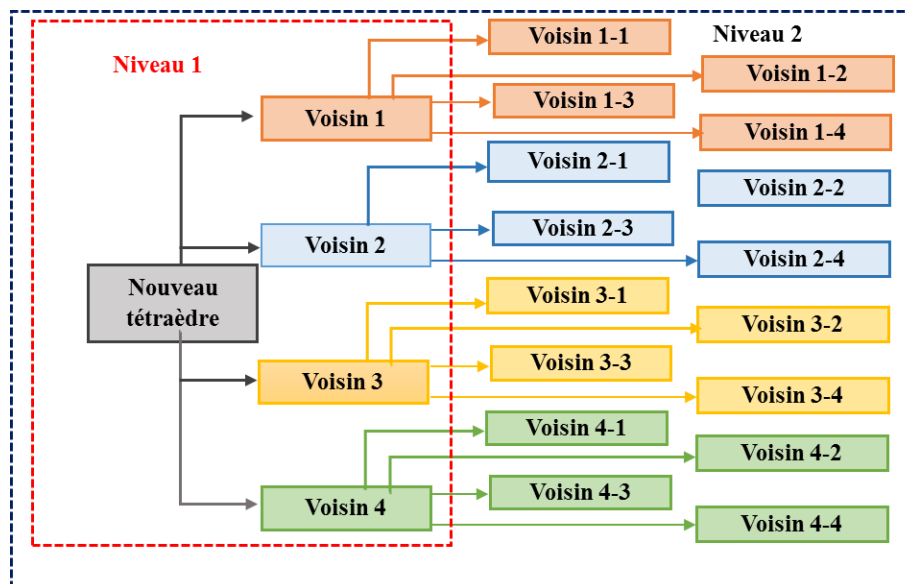 Niveau 1
Niveau 2
Voisin 1-1
Voisin 1-2
Voisin 1-3
Voisin 1
Voisin 1-4
Voisin 2-1
Voisin 2-2
Voisin 2-3
Voisin 2
Voisin 2-4
Nouveau
tétraèdre
Voisin 3-1
Voisin 3-2
Voisin 3-3
Voisin 3
Voisin 3-4
Voisin 4-1
Voisin 4-2
Voisin 4-3
Voisin 4
Voisin 4-4